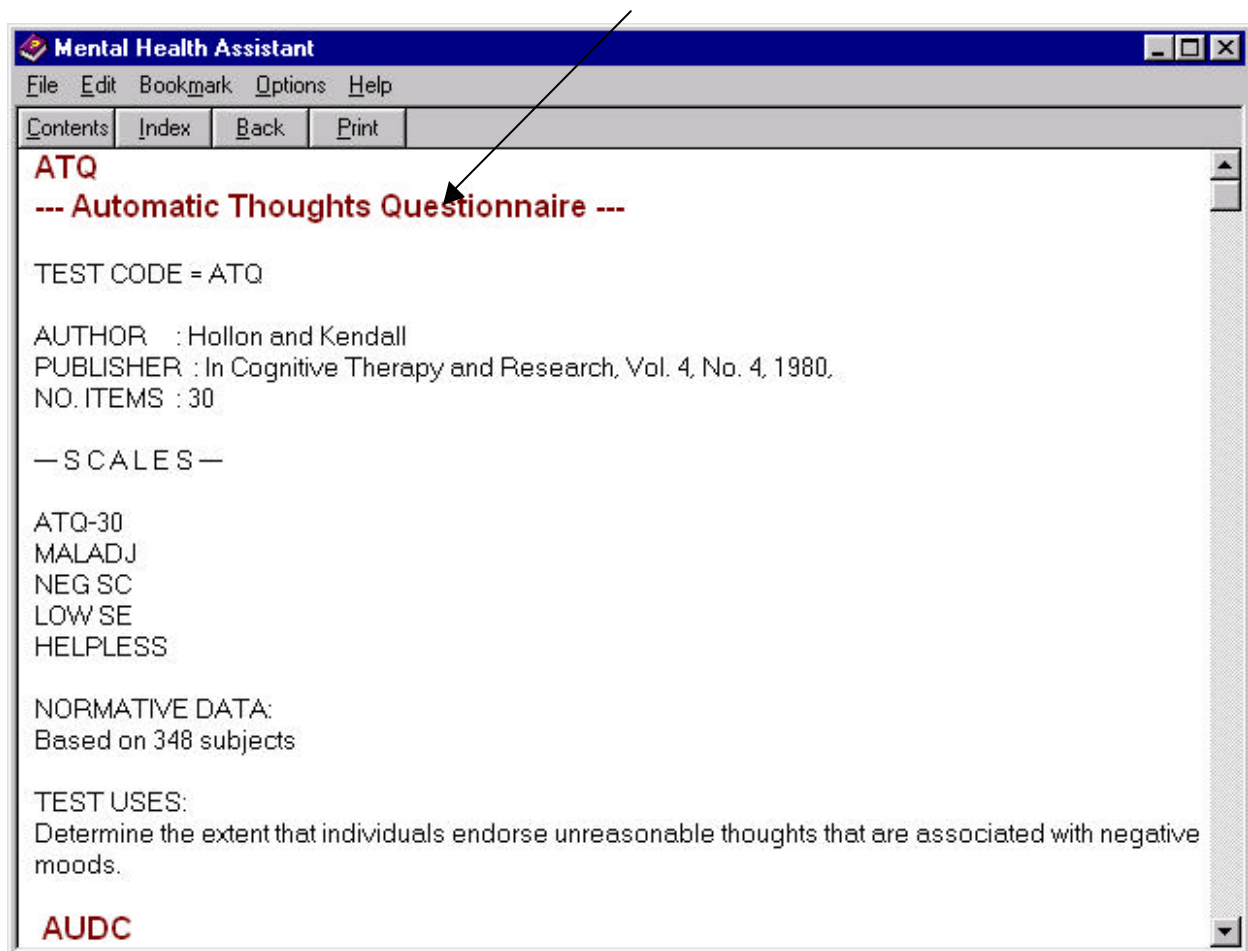 Mental Health Assistant
File Edit Bookmark Options Help
Contents Index Back Print
ATQ
--- Automatic Thoughts Questionnaire ---
TEST CODE = ATQ
AUTHOR : Hollon and Kendall
PUBLISHER : In Cognitive Therapy and Research, Vol. 4, No. 4, 1980,
NO. ITEMS : 30
— S C A L E S —
ATQ-30
MALADJ
NEG SC
LOW SE
HELPLESS
NORMATIVE DATA:
Based on 348 subjects
TEST USES:
Determine the extent that individuals endorse unreasonable thoughts that are associated with negative
moods.
AUDC